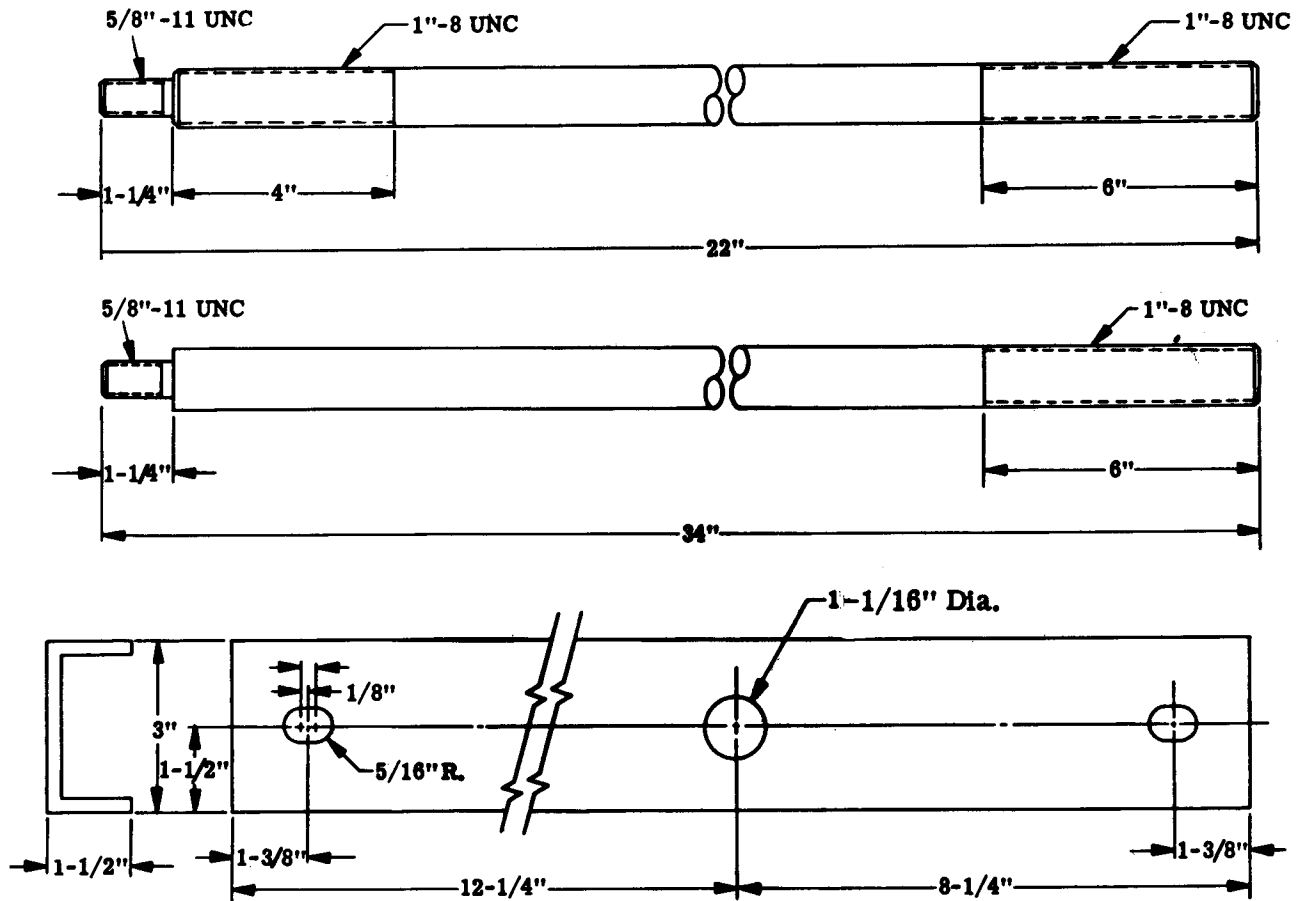 5/8"-11 UNC
1"-8 UNC
1"-8 UNC
1-1/4"
4"
6"
22"
5/8"-11 UNC
1"-8 UNC
1-1/4"
6"
34"
1-1/16" Dia.
1/8"
3"
1-1/2"
5/16" R.
1-1/2"
1-3/8"
1-3/8"
12-1/4"
8-1/4"